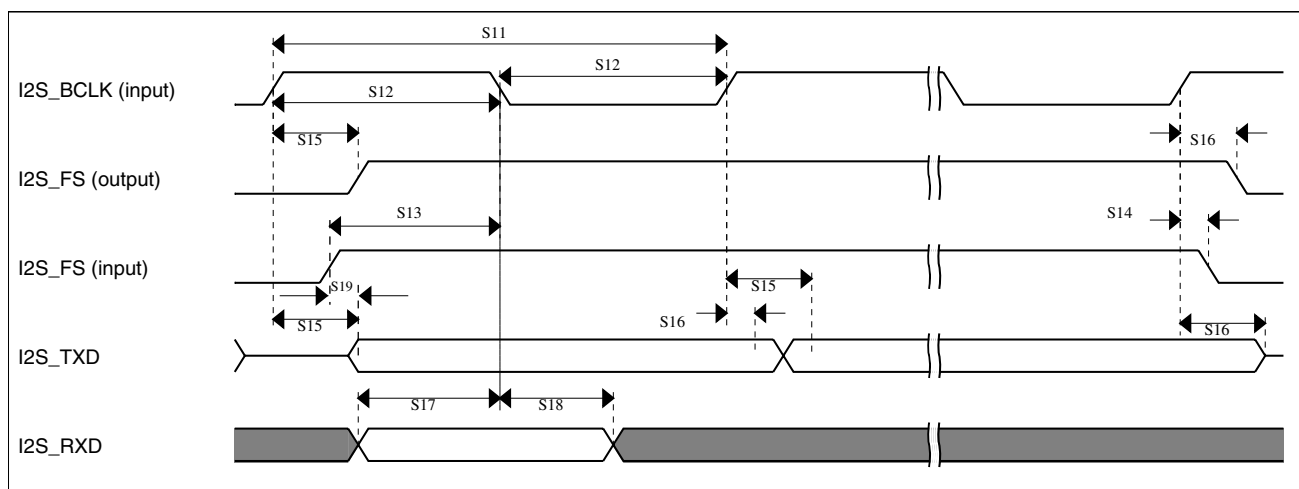 S11
I2S_BCLK (input)
S12
S12
S15
S16
I2S_FS (output)
S13
S14
I2S_FS (input)
S19
S15
S15
S16
S16
I2S_TXD
S17
S18
I2S_RXD